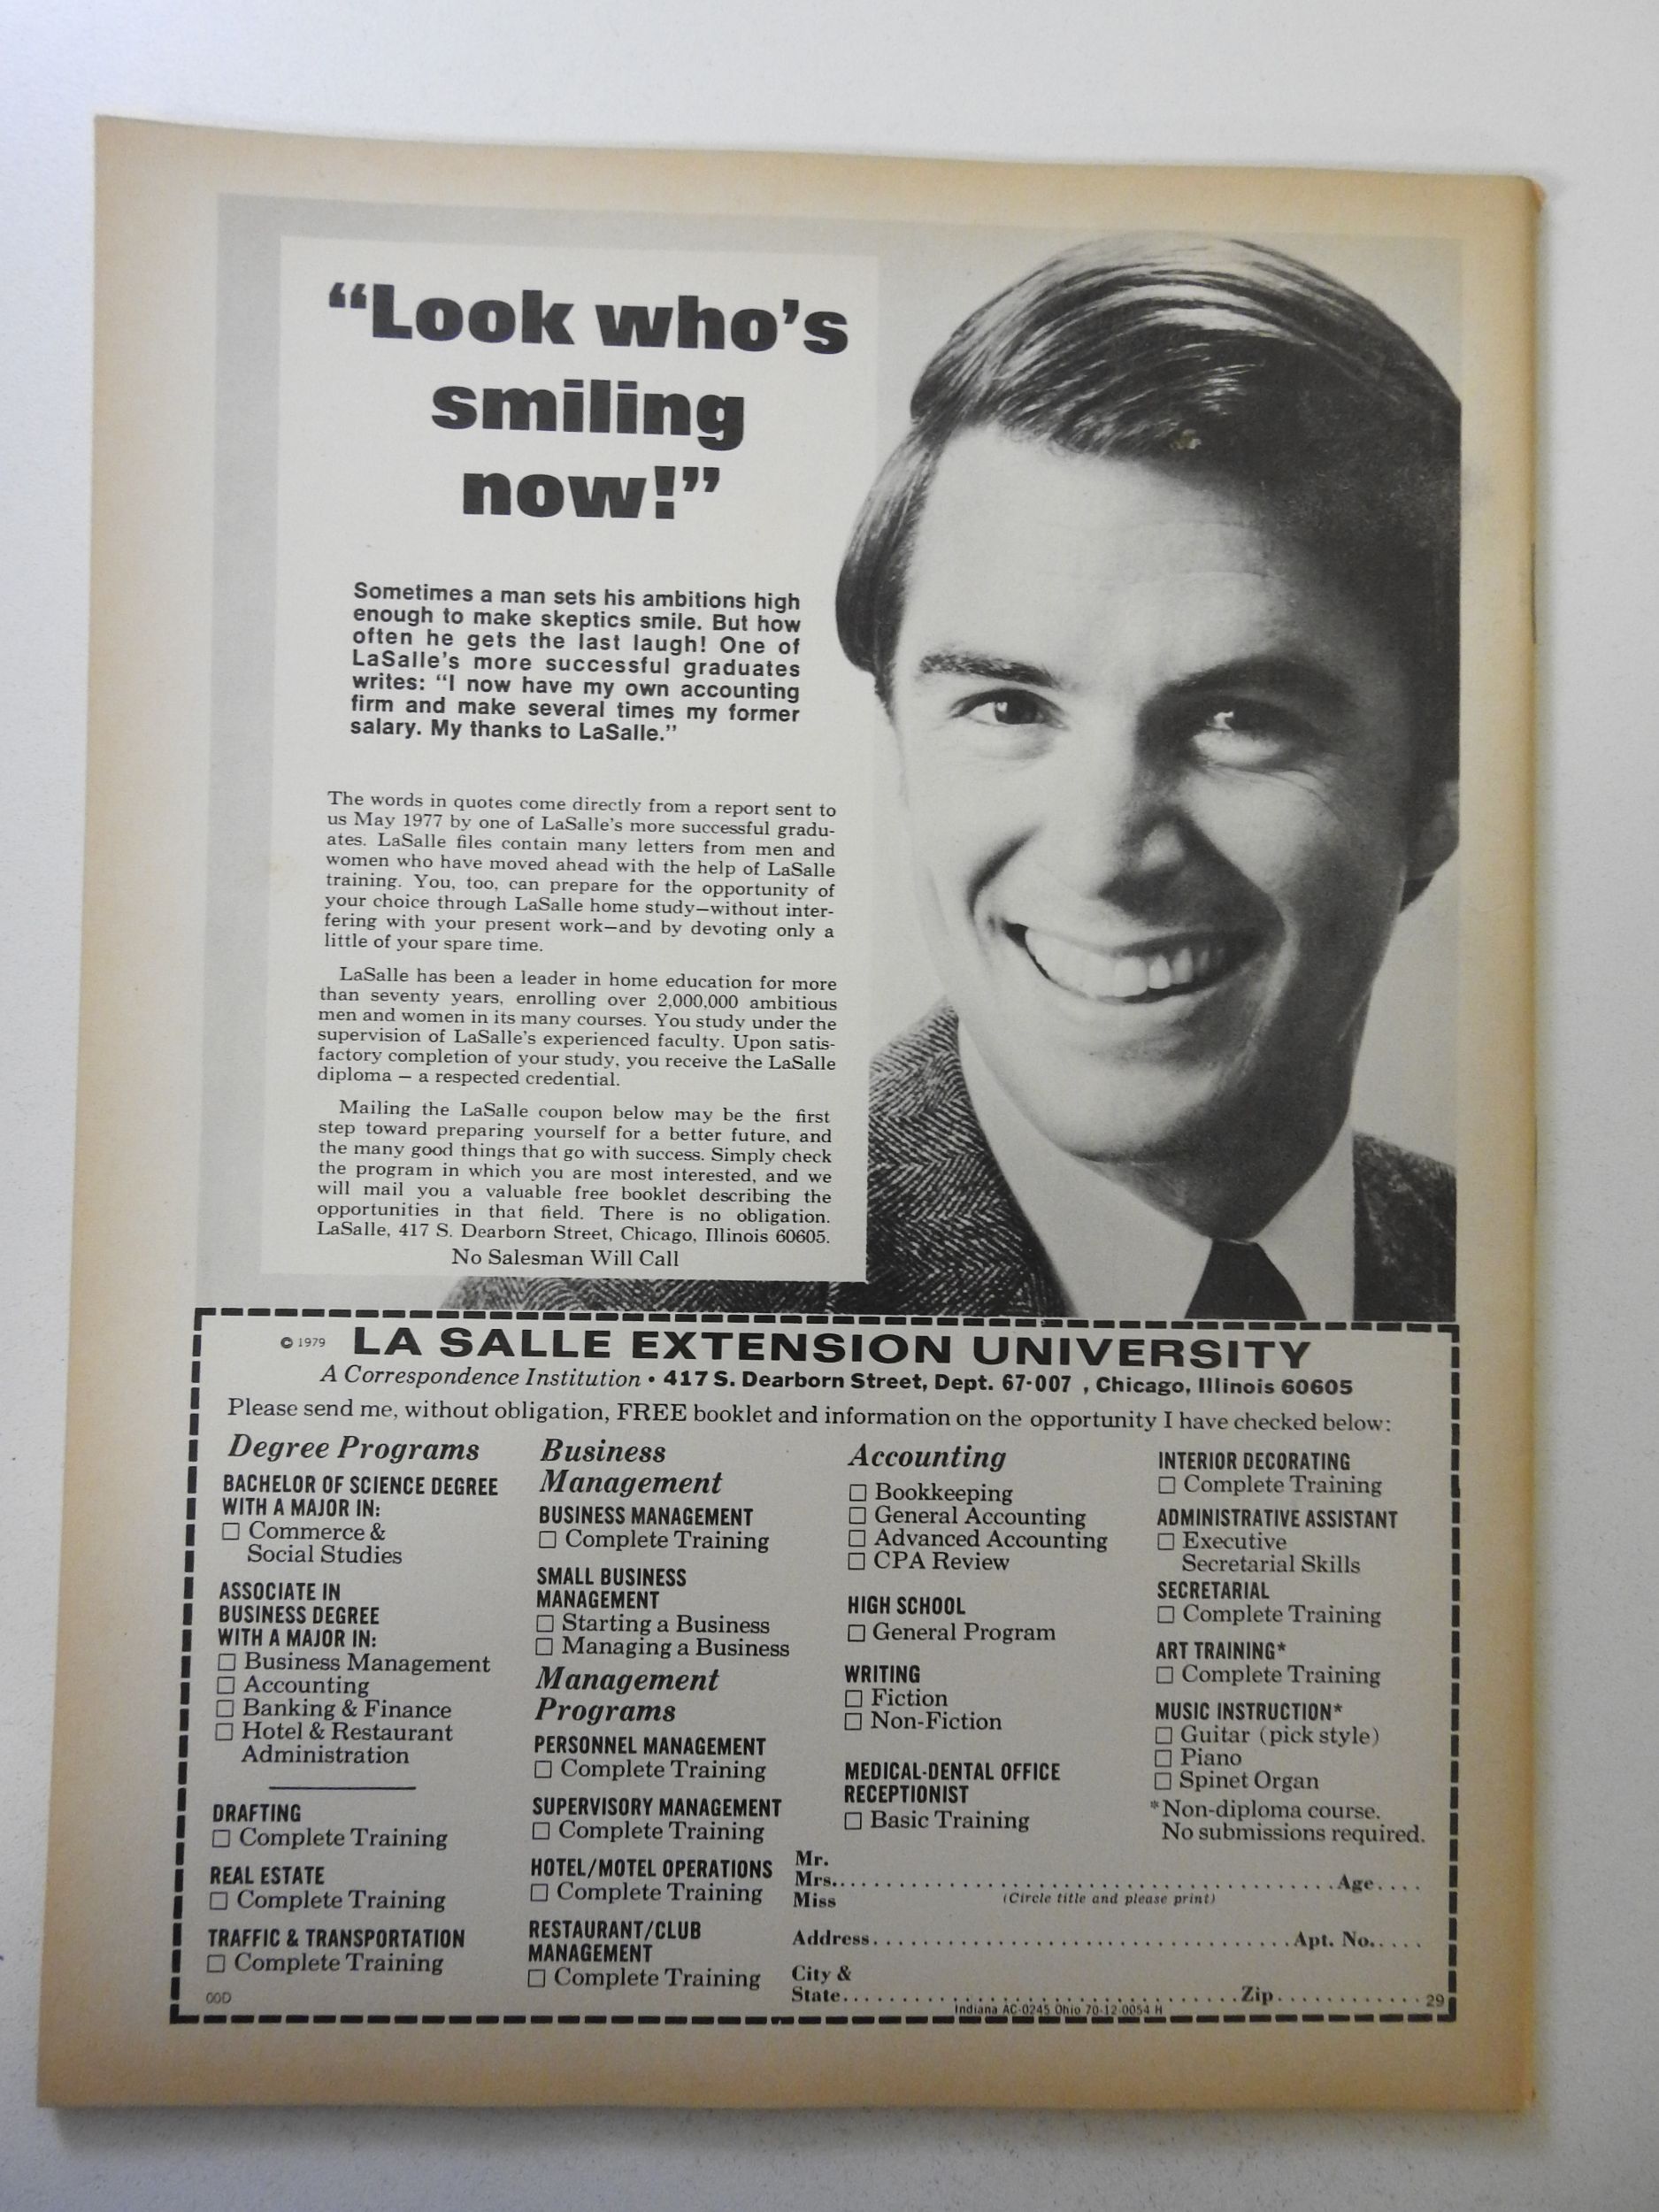 “Look who's
smiling
now!”
Sometimes a man sets his ambitions high
enough to make skeptics smile. But how
often he gets the last laugh! One of
LaSalle's more successful graduates
writes: “I now have my own accounting
firm and make several times my former
salary. My thanks to LaSalle.”
The words in quotes come directly from a report sent to
us May 1977 by one of LaSalle's more successful gradu-
ates. LaSalle files contain many letters from men and
women who have moved ahead with the help of LaSalle
training. You, too, can prepare for the opportunity of
your choice through LaSalle home study—without inter-
fering with your present work—and by devoting only a
little of your spare time.
LaSalle has been a leader in home education for more
than seventy years, enrolling over 2,000,000 ambitious
men and women in its many courses. You study under the
supervision of LaSalle's experienced faculty. Upon satis-
factory completion of your study, you receive the LaSalle
diploma — a respected credential.
Mailing the LaSalle coupon below may be the first
step toward preparing yourself for a better future, and
the many good things that go with success. Simply check
the program in which you are most interested, and we
will mail you a valuable free booklet describing the
opportunities in that field. There is no obligation.
LaSalle, 417 S. Dearborn Street, Chicago, Illinois 60605.
No Salesman Will Call
© 1979 LA SALLE EXTENSION UNIVERSITY
A Correspondence Institution • 417 S. Dearborn Street, Dept. 67-007 , Chicago, Illinois 60605
Please send me, without obligation, FREE booklet and information on the opportunity I have checked below:
Degree Programs
BACHELOR OF SCIENCE DEGREE
WITH A MAJOR IN:
☐ Commerce &
Social Studies
ASSOCIATE IN
BUSINESS DEGREE
WITH A MAJOR IN:
☐ Business Management
☐ Accounting
☐ Banking & Finance
☐ Hotel & Restaurant
Administration
DRAFTING
☐ Complete Training
REAL ESTATE
☐ Complete Training
TRAFFIC & TRANSPORTATION
☐ Complete Training
00D
Business
Management
BUSINESS MANAGEMENT
☐ Complete Training
SMALL BUSINESS
MANAGEMENT
☐ Starting a Business
☐ Managing a Business
Management
Programs
PERSONNEL MANAGEMENT
☐ Complete Training
SUPERVISORY MANAGEMENT
☐ Complete Training
HOTEL/MOTEL OPERATIONS
☐ Complete Training
RESTAURANT/CLUB
MANAGEMENT
☐ Complete Training
Accounting
☐ Bookkeeping
☐ General Accounting
☐ Advanced Accounting
☐ CPA Review
HIGH SCHOOL
☐ General Program
WRITING
☐ Fiction
☐ Non-Fiction
MEDICAL-DENTAL OFFICE
RECEPTIONIST
☐ Basic Training
INTERIOR DECORATING
☐ Complete Training
ADMINISTRATIVE ASSISTANT
☐ Executive
Secretarial Skills
SECRETARIAL
☐ Complete Training
ART TRAINING*
☐ Complete Training
MUSIC INSTRUCTION*
☐ Guitar (pick style)
☐ Piano
☐ Spinet Organ
*Non-diploma course.
No submissions required.
Mr.
Mrs. Age
Miss (Circle title and please print)
Address Apt. No.
City &
State Zip 29
Indiana AC-0245 Ohio 70-12-0054 H